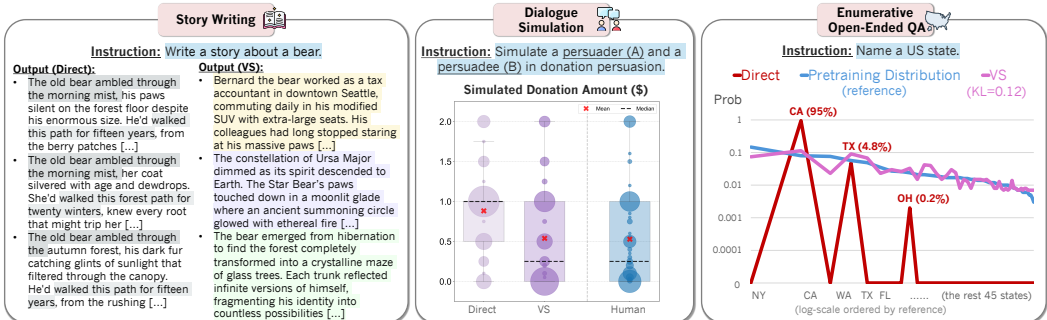 Story Writing
Instruction: Write a story about a bear.
Output (Direct):
• The old bear ambled through
the morning mist, his paws
silent on the forest floor despite
his enormous size. He'd walked
this path for fifteen years, from
the berry patches [...]
• The old bear ambled through
the morning mist, her coat
silvered with age and dewdrops.
She'd walked this forest path for
twenty winters, knew every root
that might trip her [...]
• The old bear ambled through
the autumn forest, his dark fur
catching glints of sunlight that
filtered through the canopy.
He'd walked this path for fifteen
years, from the rushing [...]
Output (VS):
• Bernard the bear worked as a tax
accountant in downtown Seattle,
commuting daily in his modified
SUV with extra-large seats. His
colleagues had long stopped staring
at his massive paws [...]
• The constellation of Ursa Major
dimmed as its spirit descended to
Earth. The Star Bear's paws
touched down in a moonlit glade
where an ancient summoning circle
glowed with ethereal fire [...]
• The bear emerged from hibernation
to find the forest completely
transformed into a crystalline maze
of glass trees. Each trunk reflected
infinite versions of himself,
fragmenting his identity into
countless possibilities [...]
Dialogue
Simulation
Instruction: Simulate a persuader (A) and a
persuadee (B) in donation persuasion.
Simulated Donation Amount ($)
Mean
Median
2.0
1.5
1.0
0.5
0.0
Direct
VS
Human
Enumerative
Open-Ended QA
Instruction: Name a US state.
Direct
Pretraining Distribution
(reference)
VS
(KL=0.12)
Prob
CA (95%)
TX (4.8%)
OH (0.2%)
1
0.1
0.01
0.001
0.0001
0
NY
CA
WA
TX
FL
......
(the rest 45 states)
(log-scale ordered by reference)